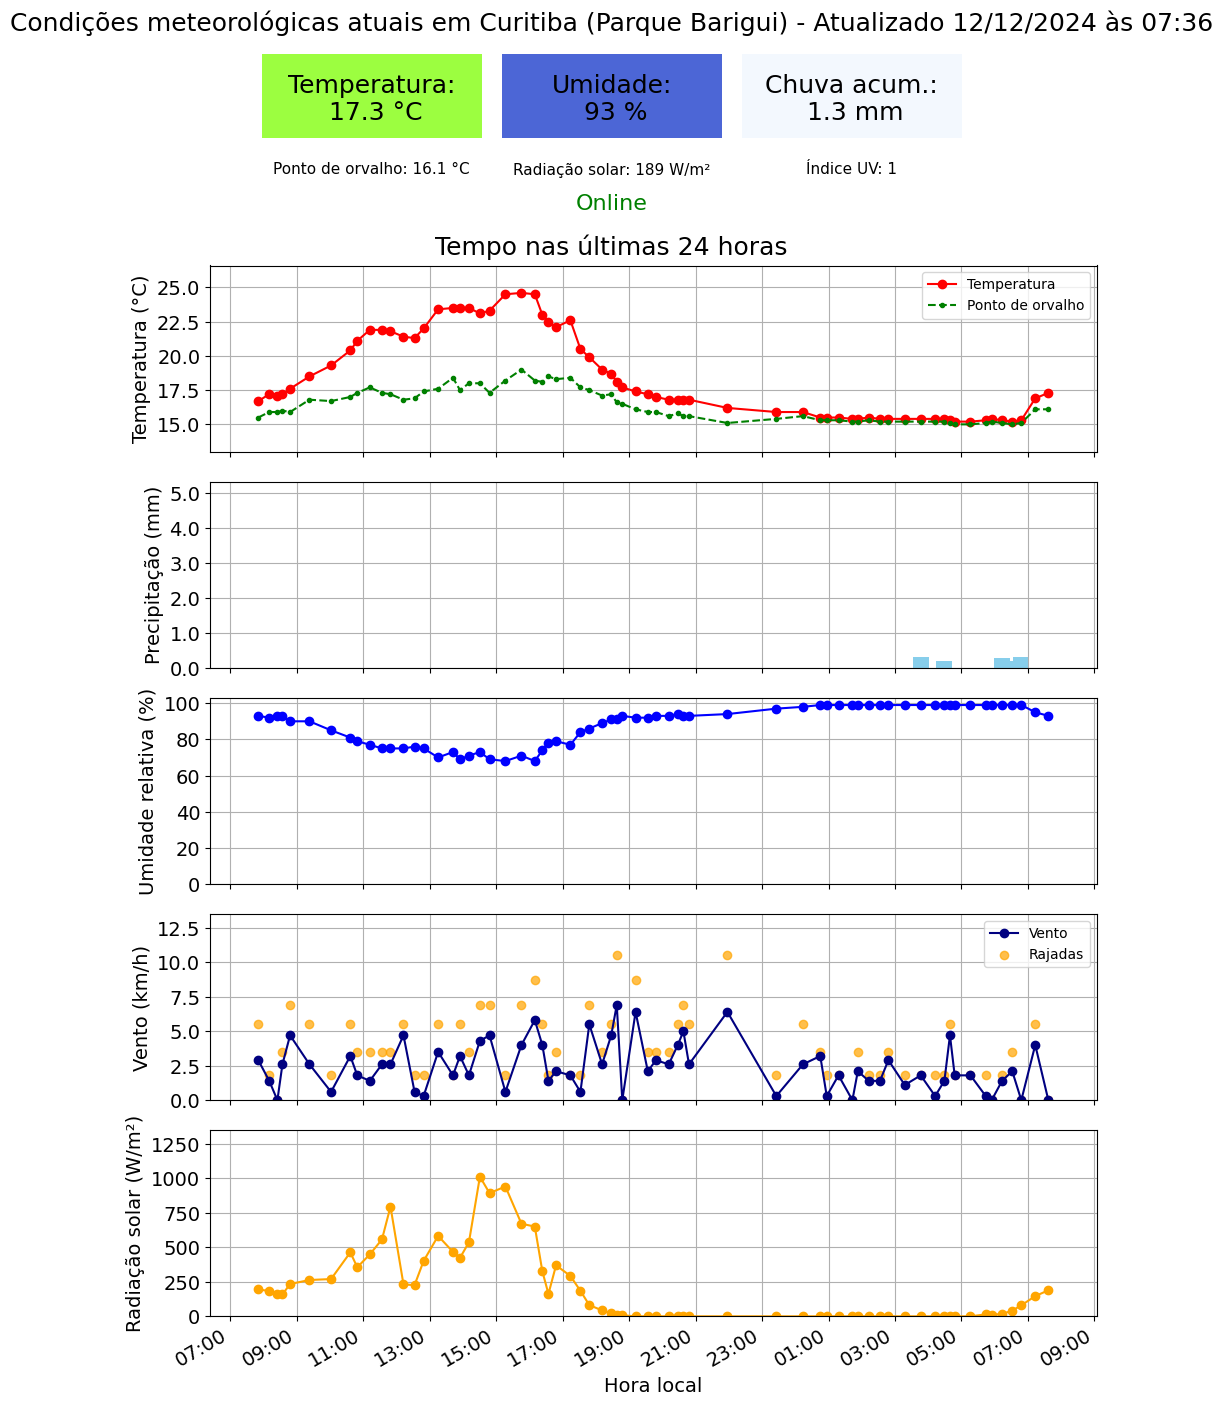 Condições meteorológicas atuais em Curitiba (Parque Barigui) - Atualizado 12/12/2024 às 07:36
Temperatura:
17.3 °C
Umidade:
93 %
Chuva acum.:
1.3 mm
Ponto de orvalho: 16.1 °C
Radiação solar: 189 W/m²
Índice UV: 1
Online
Tempo nas últimas 24 horas
Temperatura (°C)
25.0
22.5
20.0
17.5
15.0
Temperatura
Ponto de orvalho
Precipitação (mm)
5.0
4.0
3.0
2.0
1.0
0.0
Umidade relativa (%)
100
80
60
40
20
0
Vento (km/h)
12.5
10.0
7.5
5.0
2.5
0.0
Vento
Rajadas
Radiação solar (W/m²)
1250
1000
750
500
250
0
07:00
09:00
11:00
13:00
15:00
17:00
19:00
21:00
23:00
01:00
03:00
05:00
07:00
09:00
Hora local